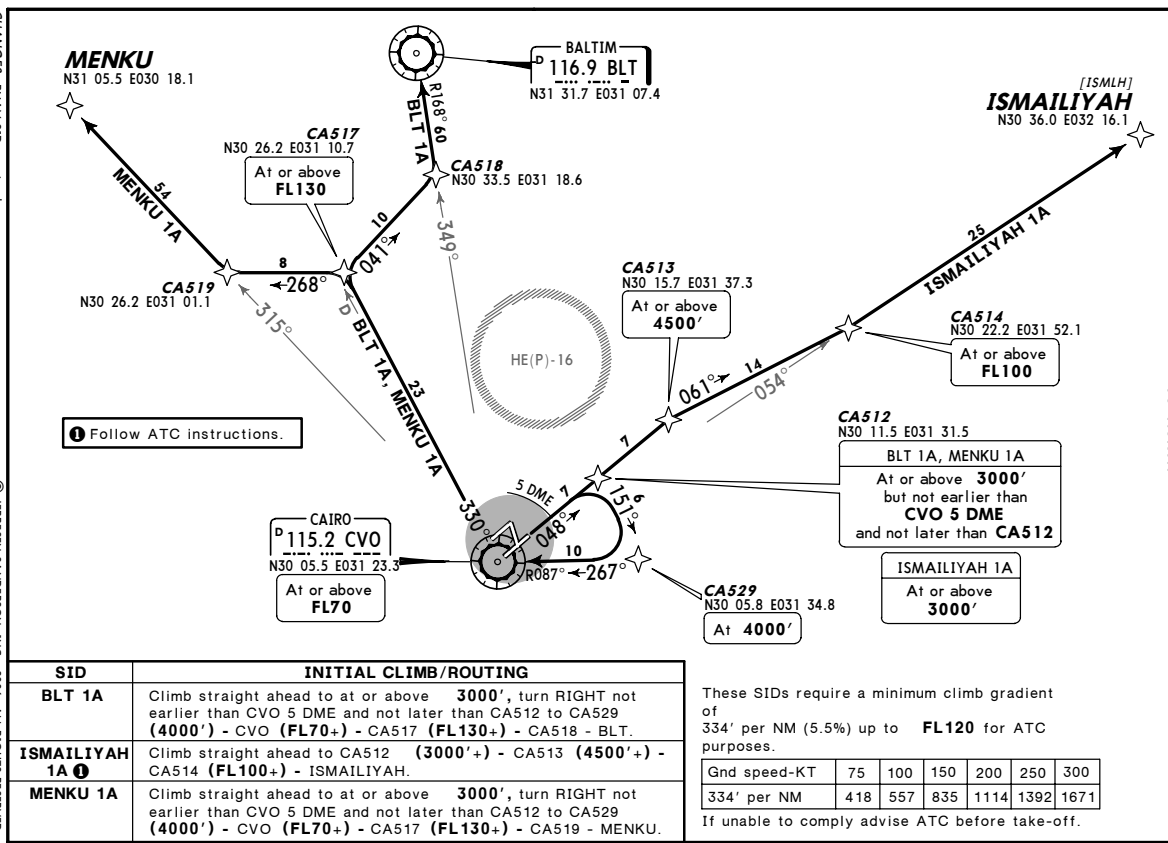 MENKU
N31 05.5 E030 18.1
BALTIM
D 116.9 BLT
N31 31.7 E031 07.4
[ISMLH]
ISMAILIYAH
N30 36.0 E032 16.1
R168°
60
BLT 1A
CA517
N30 26.2 E031 10.7
At or above
FL130
CA518
N30 33.5 E031 18.6
54
MENKU 1A
10
041°
349°
25
ISMAILIYAH 1A
8
268°
CA519
N30 26.2 E031 01.1
315°
D
BLT 1A, MENKU 1A
23
330°
HE(P)-16
CA513
N30 15.7 E031 37.3
At or above
4500'
14
061°
054°
CA514
N30 22.2 E031 52.1
At or above
FL100
❶ Follow ATC instructions.
7
CA512
N30 11.5 E031 31.5
BLT 1A, MENKU 1A
At or above 3000'
but not earlier than
CVO 5 DME
and not later than CA512
ISMAILIYAH 1A
At or above
3000'
5 DME
7
048°
6
151°
10
R087°
267°
CAIRO
D 115.2 CVO
N30 05.5 E031 23.3
At or above
FL70
CA529
N30 05.8 E031 34.8
At 4000'
SID
INITIAL CLIMB/ROUTING
BLT 1A
Climb straight ahead to at or above 3000', turn RIGHT not
earlier than CVO 5 DME and not later than CA512 to CA529
(4000') - CVO (FL70+) - CA517 (FL130+) - CA518 - BLT.
ISMAILIYAH
1A ❶
Climb straight ahead to CA512 (3000'+) - CA513 (4500'+) -
CA514 (FL100+) - ISMAILIYAH.
MENKU 1A
Climb straight ahead to at or above 3000', turn RIGHT not
earlier than CVO 5 DME and not later than CA512 to CA529
(4000') - CVO (FL70+) - CA517 (FL130+) - CA519 - MENKU.
These SIDs require a minimum climb gradient
of
334' per NM (5.5%) up to FL120 for ATC
purposes.
Gnd speed-KT 75 100 150 200 250 300
334' per NM 418 557 835 1114 1392 1671
If unable to comply advise ATC before take-off.